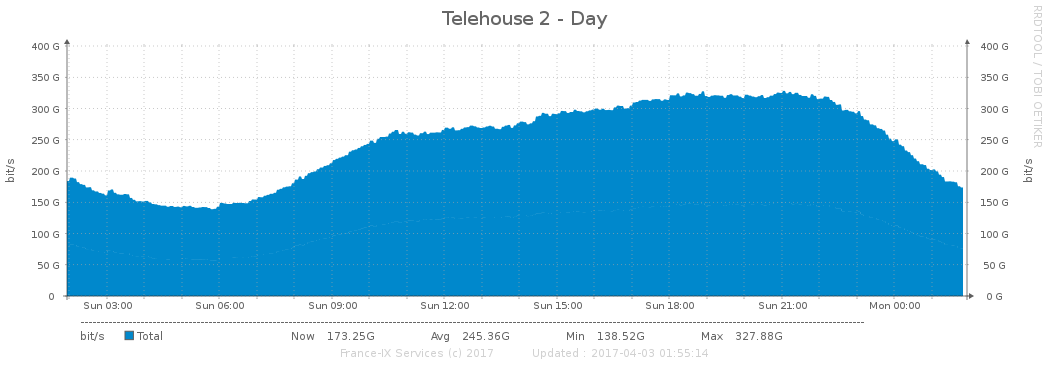 Telehouse 2 - Day
RRDTOOL / TOBI OETIKER
bit/s
400 G
350 G
300 G
250 G
200 G
150 G
100 G
50 G
0
400 G
350 G
300 G
250 G
200 G
150 G
100 G
50 G
0 G
bit/s
Sun 03:00 Sun 06:00 Sun 09:00 Sun 12:00 Sun 15:00 Sun 18:00 Sun 21:00 Mon 00:00
bit/s Total Now 173.25G Avg 245.36G Min 138.52G Max 327.88G
France-IX Services (c) 2017 Updated : 2017-04-03 01:55:14